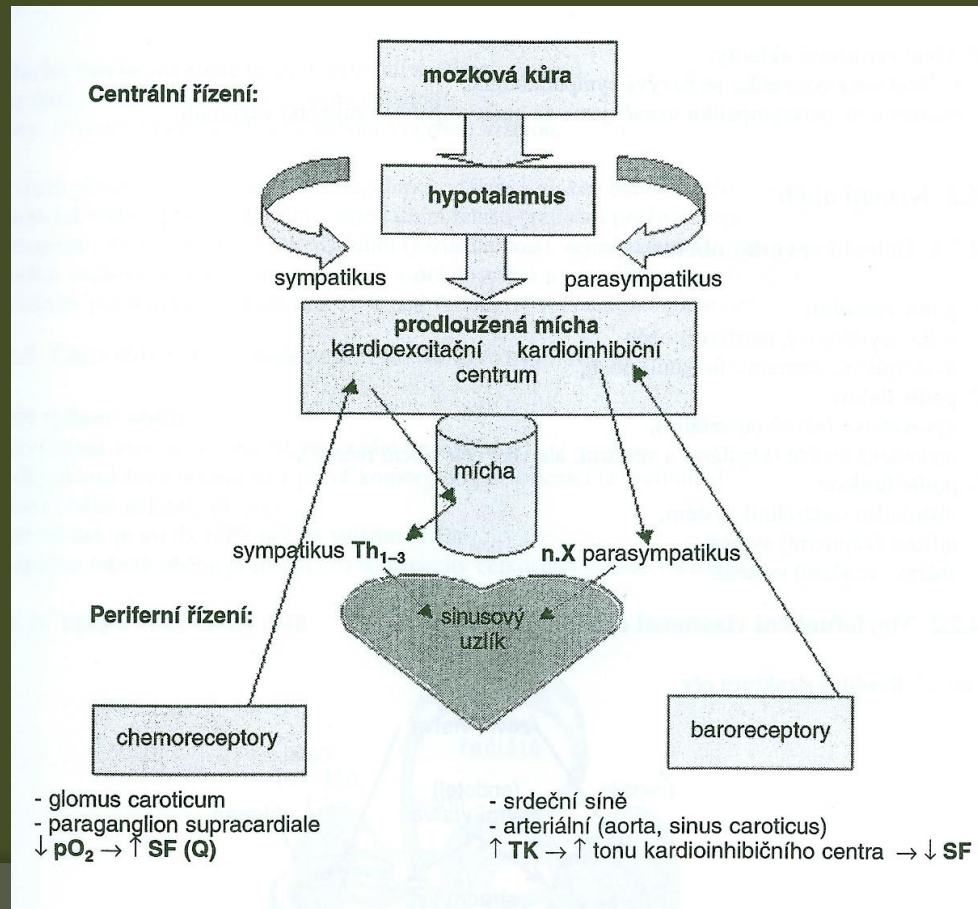 mozková kůra
Centrální řízení:
hypotalamus
sympatikus
parasympatikus
prodloužená mícha
kardioexcitační kardioinhibiční
centrum
mícha
sympatikus Th1–3
n.X parasympatikus
Periferní řízení:
sinusový
uzlík
chemoreceptory
baroreceptory
- glomus caroticum
- paraganglion supracardiale
↓ pO2 → ↑ SF (Q)
- srdeční síně
- arteriální (aorta, sinus caroticus)
↑ TK → ↑ tonu kardioinhibičního centra → ↓ SF